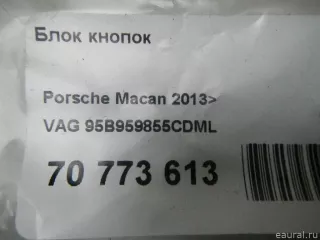 Блок кнопок
Porsche Macan 2013>
VAG 95B959855CDML
70 773 613
eaural.ru